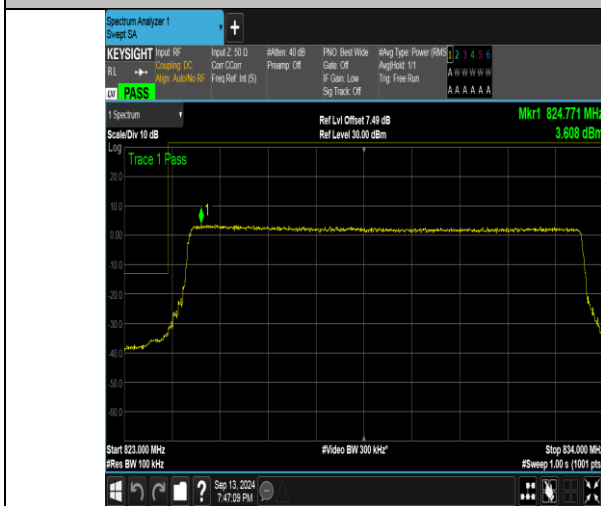 Spectrum Analyzer 1
Swept SA
+
KEYSIGHT Input: RF Input Z: 50 Ω #Atten: 40 dB PNO: Best Wide #Avg Type: Power (RMS 1 2 3 4 5 6
RL Coupling: DC Corr CCorr Preamp: Off Gate: Off Avg|Hold: 1/1 A W W W W W
Align: Auto/No RF Freq Ref: Int (S) IF Gain: Low Trig: Free Run
LXI PASS Sig Track: Off A A A A A A
1 Spectrum Ref Lvl Offset 7.49 dB Mkr1 824.771 MHz
Scale/Div 10 dB Ref Level 30.00 dBm 3.608 dBm
Log
Trace 1 Pass
20.0
10.0 1
0.00
-10.0
-20.0
-30.0
-40.0
-50.0
-60.0
Start 823.000 MHz #Video BW 300 kHz* Stop 834.000 MHz
#Res BW 100 kHz #Sweep 1.00 s (1001 pts
? Sep 13, 2024
7:47:09 PM